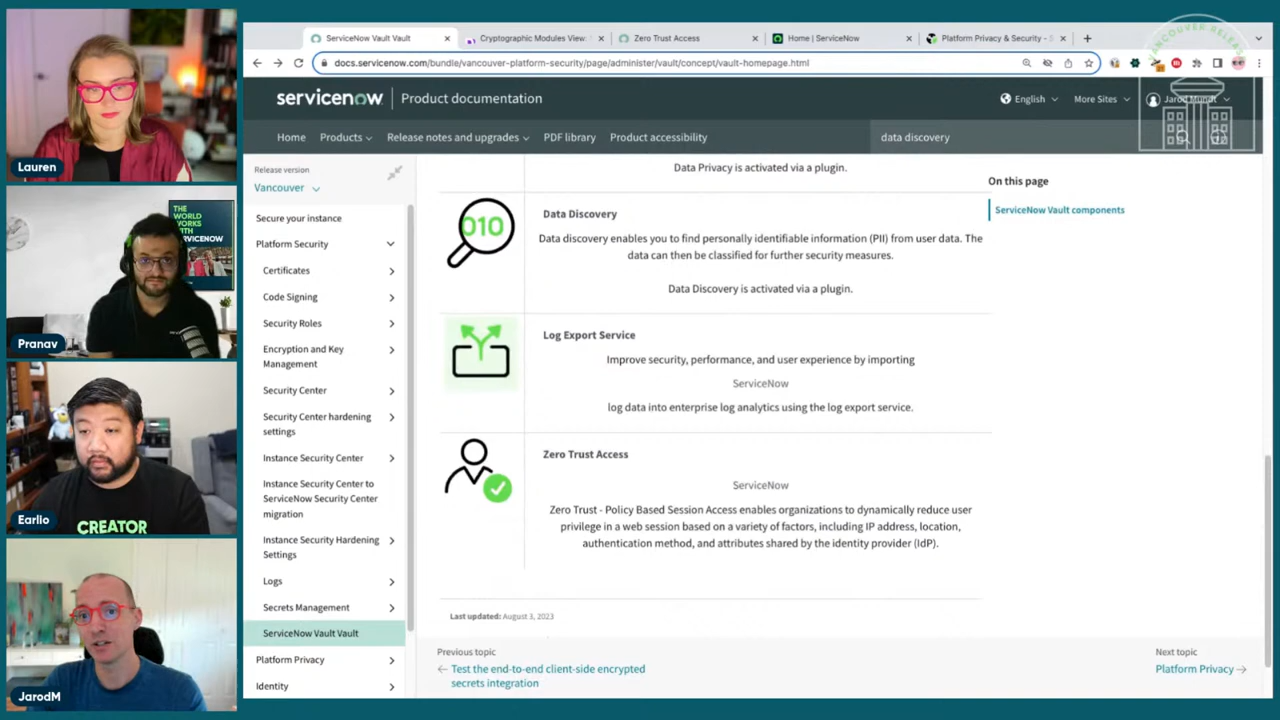 Lauren
THE
WORLD
WORKS
WITH
SERVICENOW
Pranav
CREATOR
Earlio
JarodM
ServiceNow Vault Vault
Cryptographic Modules View:
Zero Trust Access
Home | ServiceNow
Platform Privacy & Security - S
docs.servicenow.com/bundle/vancouver-platform-security/page/administer/vault/concept/vault-homepage.html
VANCOUVER RELEASE
servicenow
Product documentation
English
More Sites
Jarod Mundt
Home
Products
Release notes and upgrades
PDF library
Product accessibility
data discovery
Release version
Vancouver
Secure your instance
Platform Security
Certificates
Code Signing
Security Roles
Encryption and Key
Management
Security Center
Security Center hardening
settings
Instance Security Center
Instance Security Center to
ServiceNow Security Center
migration
Instance Security Hardening
Settings
Logs
Secrets Management
ServiceNow Vault Vault
Platform Privacy
Identity
Data Privacy is activated via a plugin.
010
Data Discovery
Data discovery enables you to find personally identifiable information (PII) from user data. The
data can then be classified for further security measures.
Data Discovery is activated via a plugin.
Log Export Service
Improve security, performance, and user experience by importing
ServiceNow
log data into enterprise log analytics using the log export service.
Zero Trust Access
ServiceNow
Zero Trust - Policy Based Session Access enables organizations to dynamically reduce user
privilege in a web session based on a variety of factors, including IP address, location,
authentication method, and attributes shared by the identity provider (IdP).
Last updated: August 3, 2023
Previous topic
Test the end-to-end client-side encrypted
secrets integration
Next topic
Platform Privacy
On this page
ServiceNow Vault components